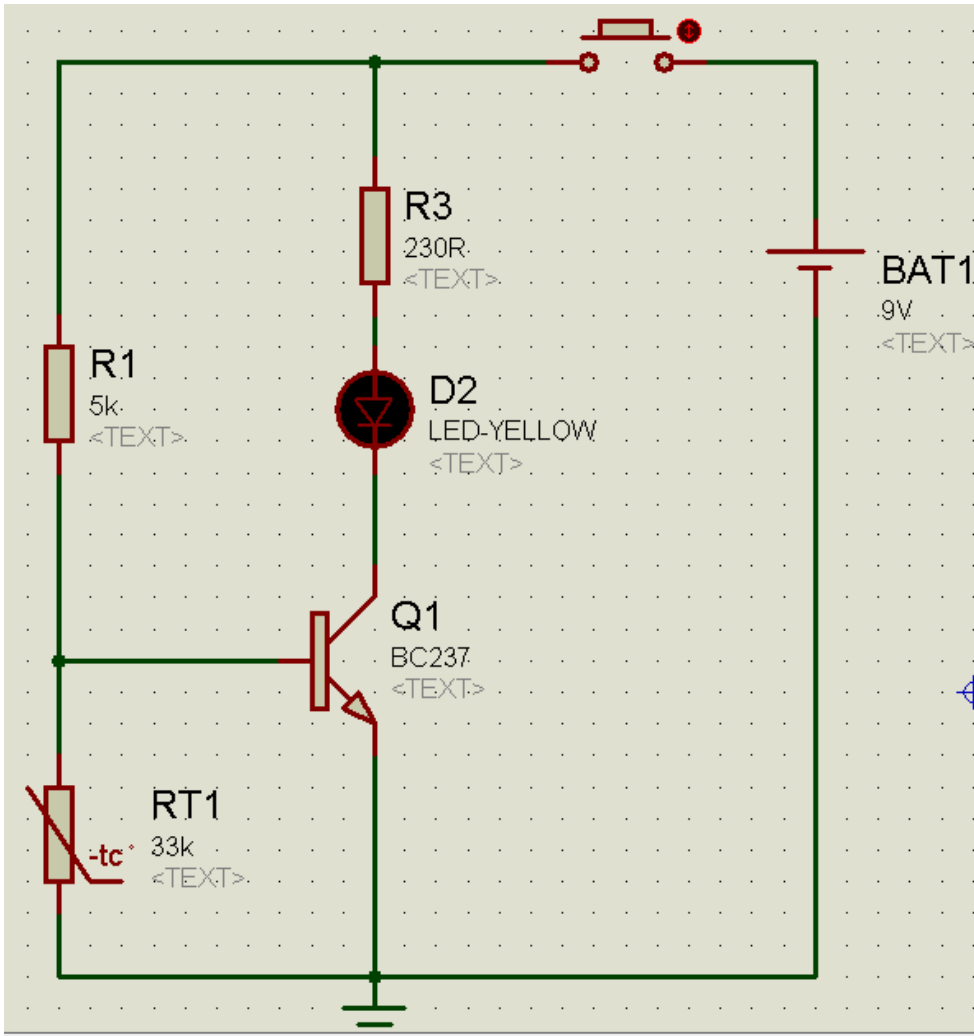 R3
230R
<TEXT>
BAT1
9V
<TEXT>
R1
5k
<TEXT>
D2
LED-YELLOW
<TEXT>
Q1
BC237
<TEXT>
RT1
-tc°
33k
<TEXT>